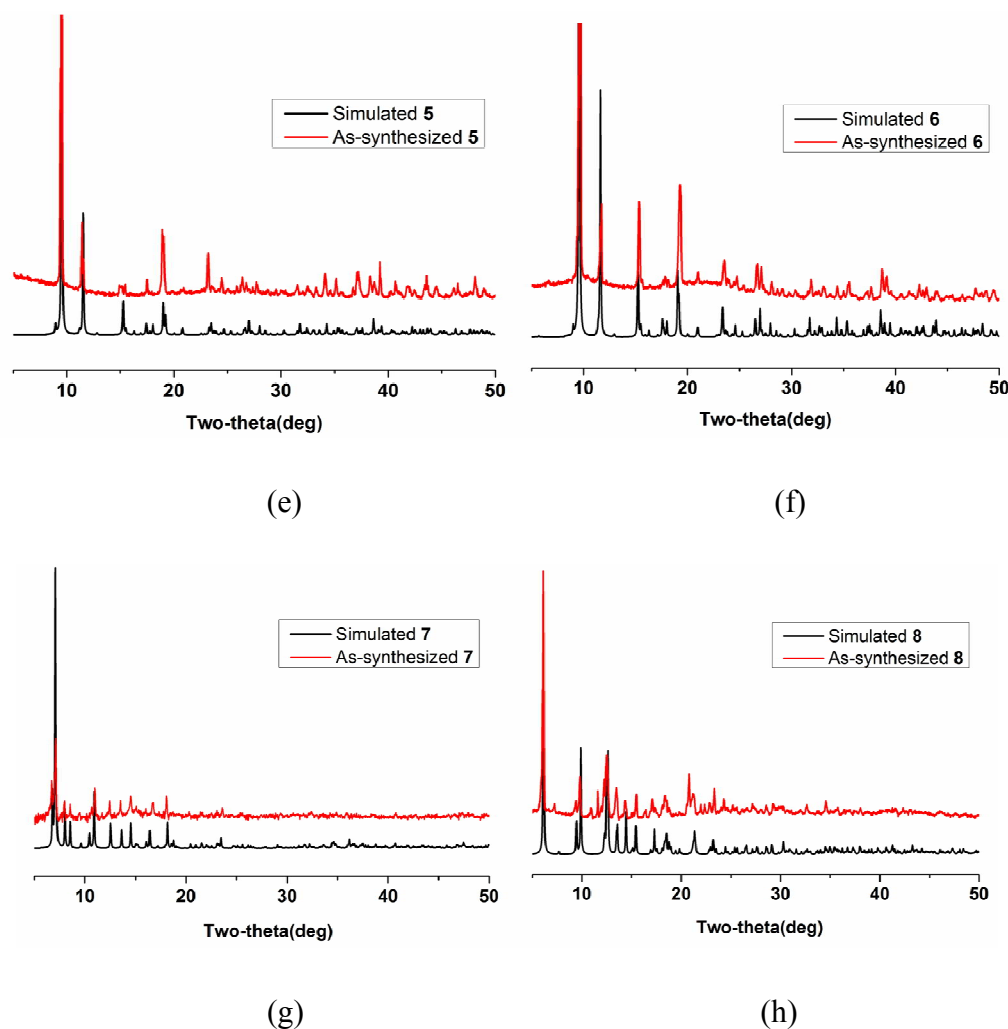 Simulated 5
As-synthesized 5
10 20 30 40 50
Two-theta(deg)
(e)
Simulated 6
As-synthesized 6
10 20 30 40 50
Two-theta(deg)
(f)
Simulated 7
As-synthesized 7
10 20 30 40 50
Two-theta(deg)
(g)
Simulated 8
As-synthesized 8
10 20 30 40 50
Two-theta(deg)
(h)